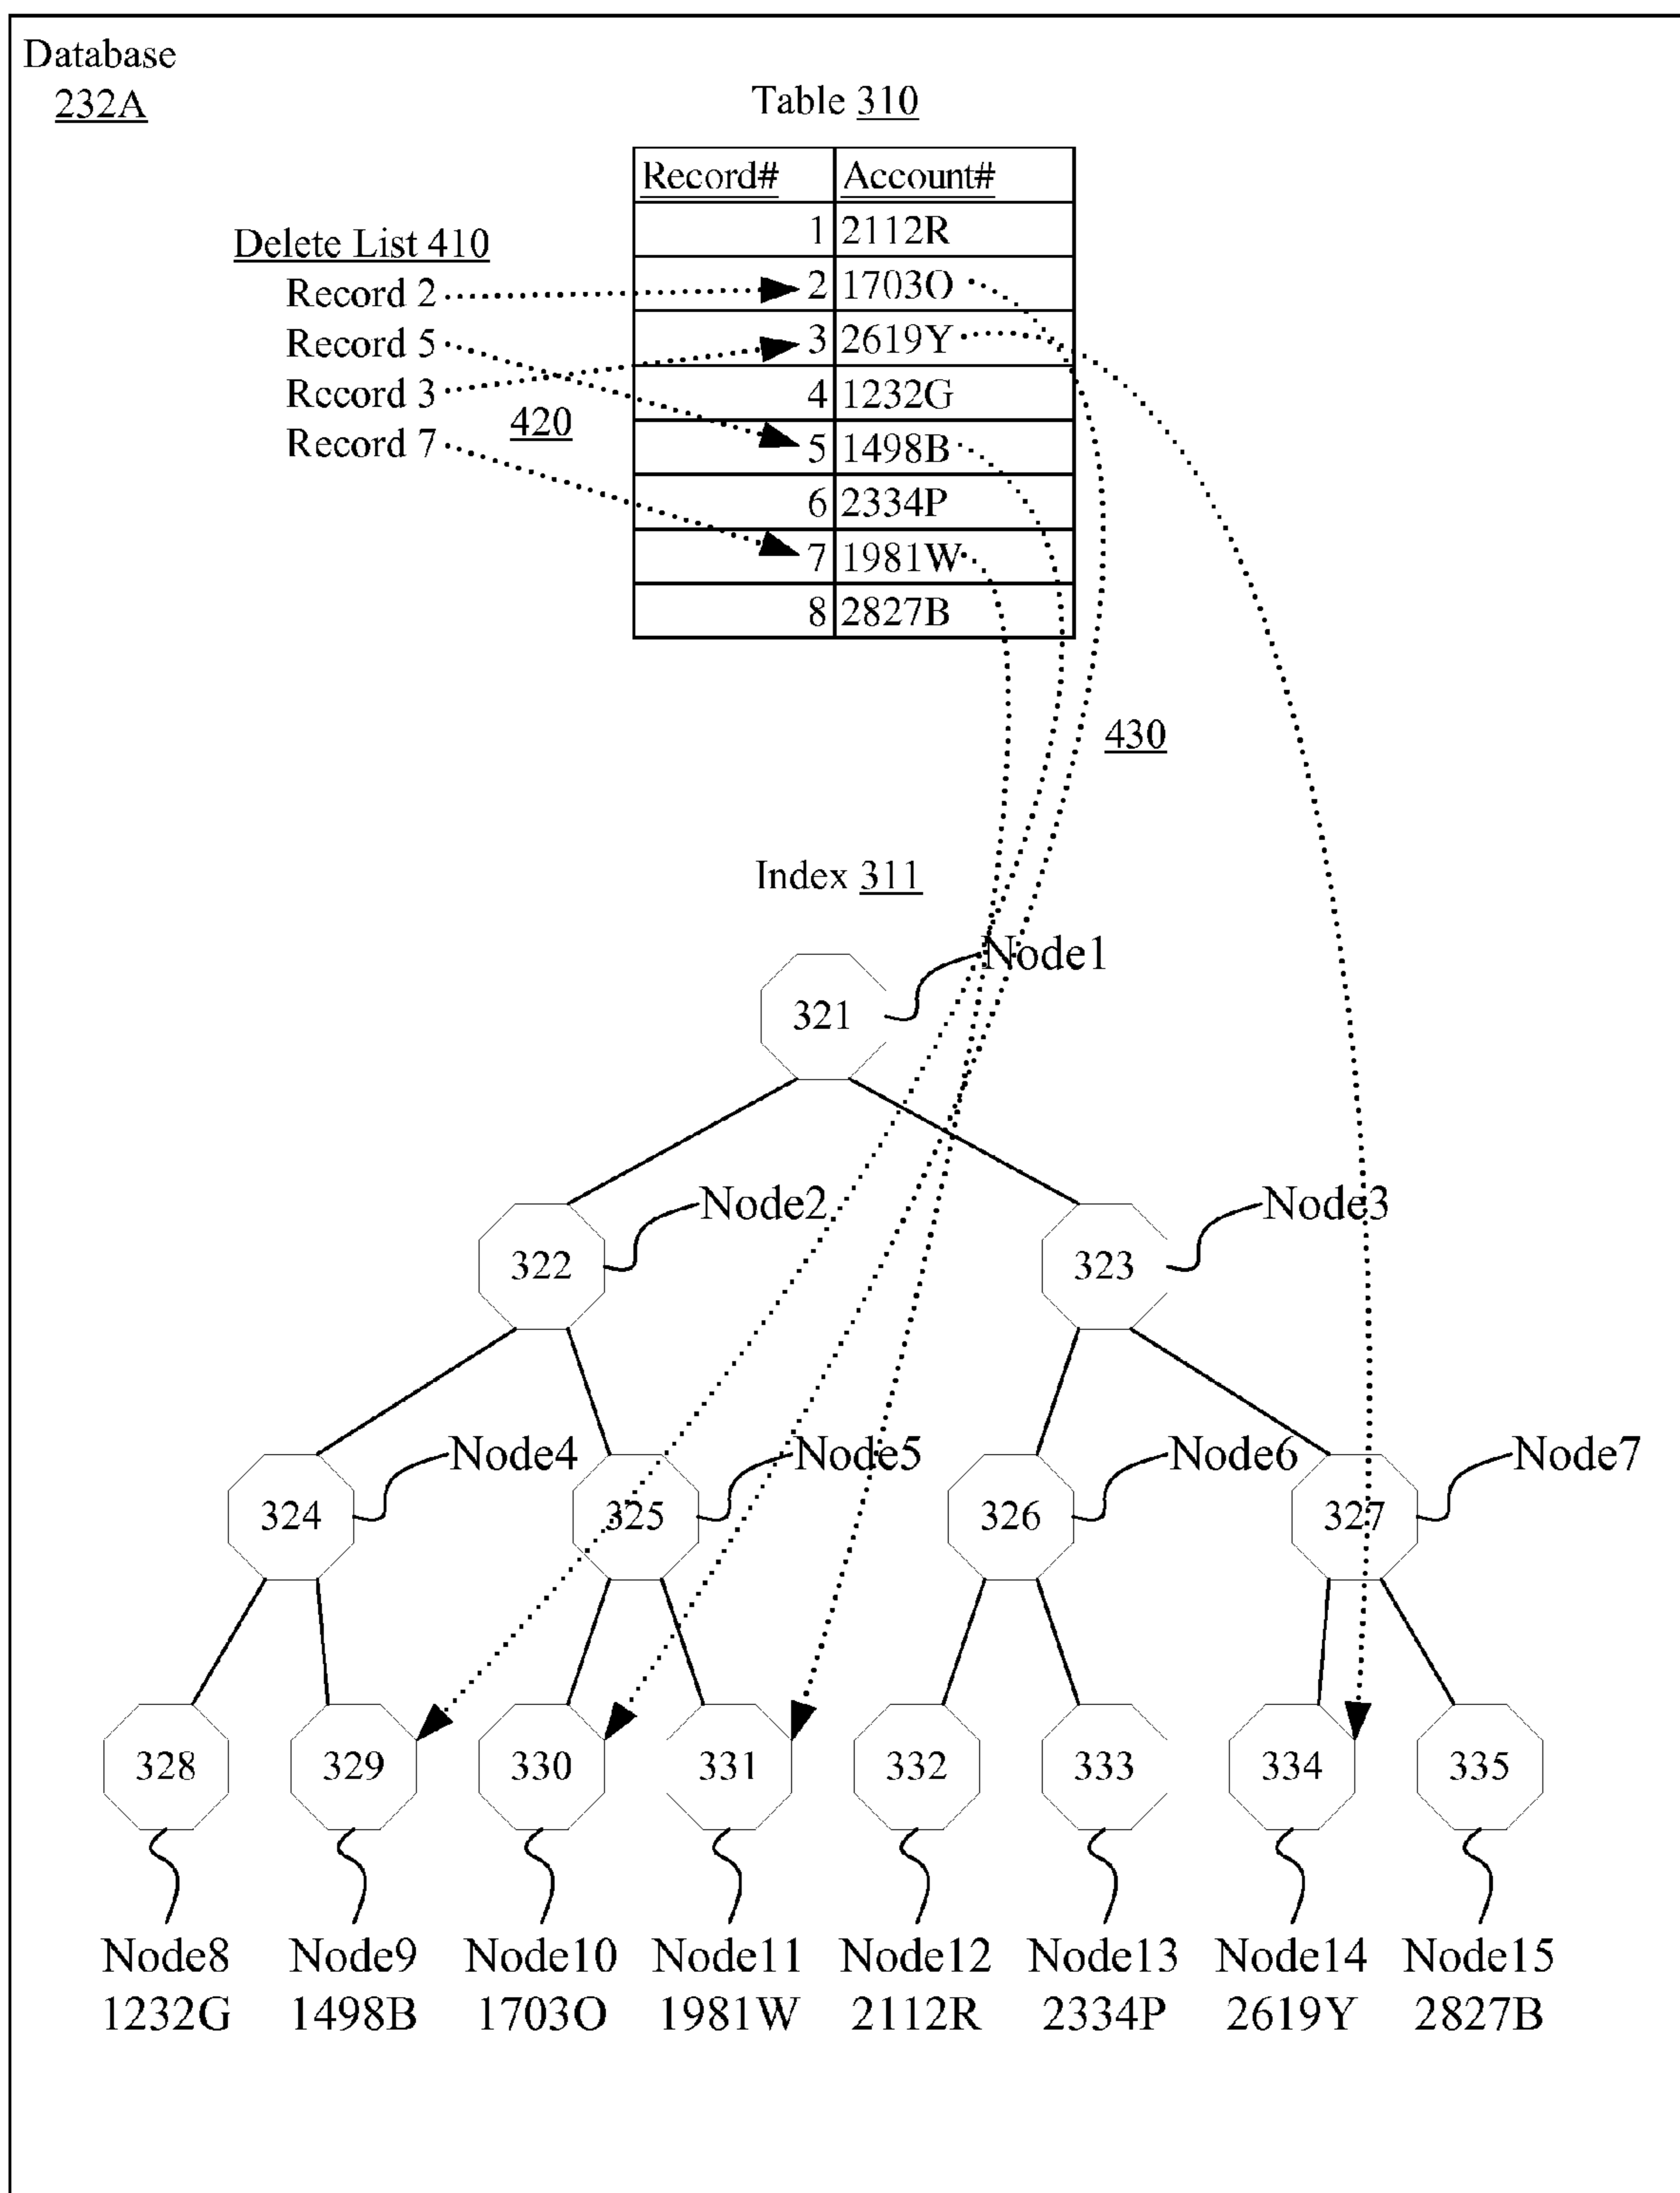 Database
232A
Table 310
Record# Account#
1 2112R
2 1703O
3 2619Y
4 1232G
5 1498B
6 2334P
7 1981W
8 2827B
Delete List 410
Record 2
Record 5
Record 3
Record 7
420
430
Index 311
Node1
321
Node2 Node3
322 323
Node4 Node5 Node6 Node7
324 325 326 327
328 329 330 331 332 333 334 335
Node8 Node9 Node10 Node11 Node12 Node13 Node14 Node15
1232G 1498B 1703O 1981W 2112R 2334P 2619Y 2827B